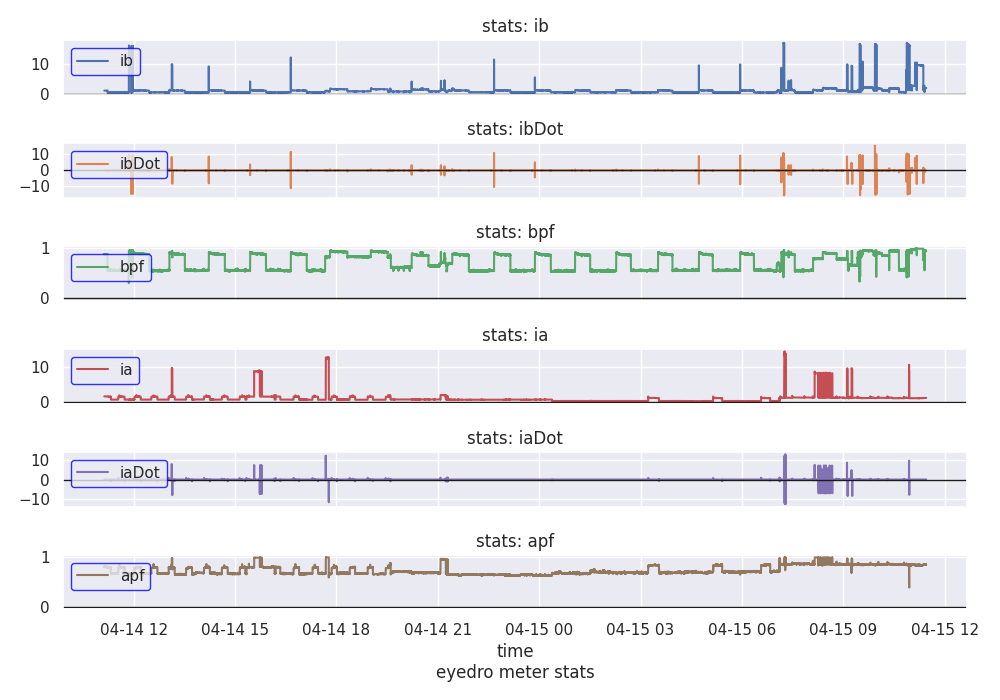 stats: ib
10
0
ib
stats: ibDot
10
0
−10
ibDot
stats: bpf
1
0
bpf
stats: ia
10
0
ia
stats: iaDot
10
0
−10
iaDot
stats: apf
1
0
apf
04-14 12 04-14 15 04-14 18 04-14 21 04-15 00 04-15 03 04-15 06 04-15 09 04-15 12
time
eyedro meter stats